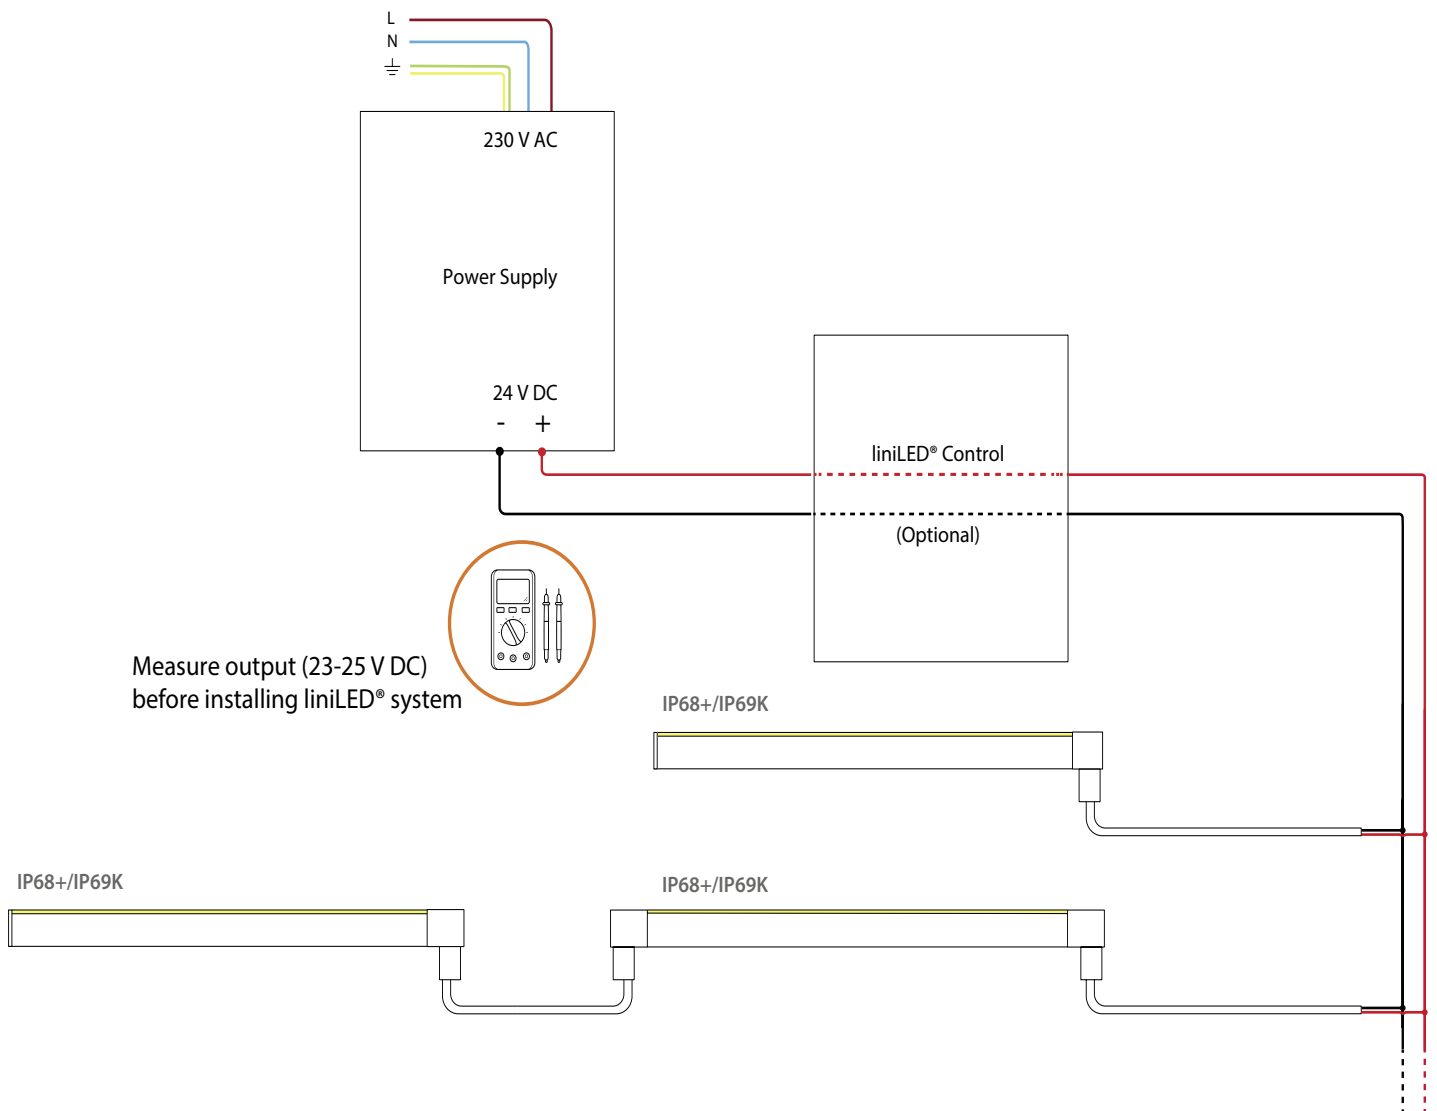 L
N
230 V AC
Power Supply
24 V DC
- +
liniLED® Control
(Optional)
Measure output (23-25 V DC)
before installing liniLED® system
IP68+/IP69K
IP68+/IP69K
IP68+/IP69K